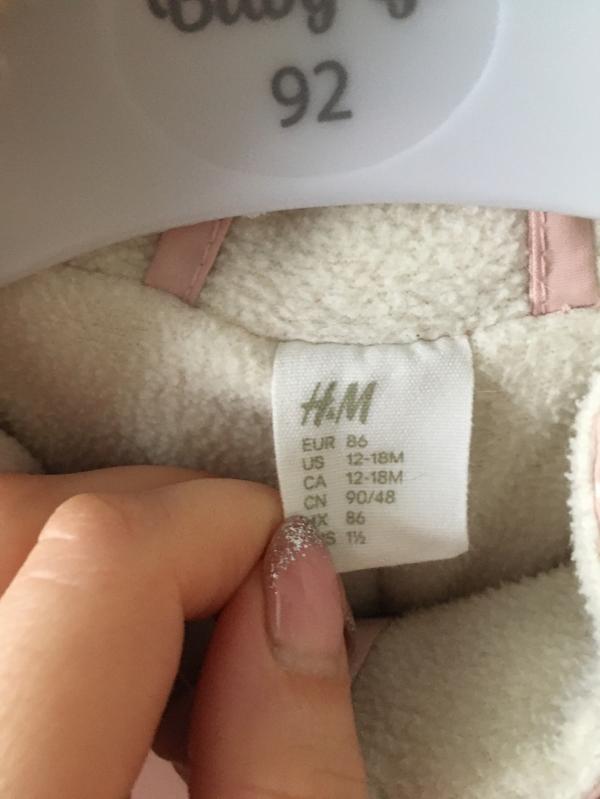 92
H&M
EUR 86
US 12-18M
CA 12-18M
CN 90/48
86
1½